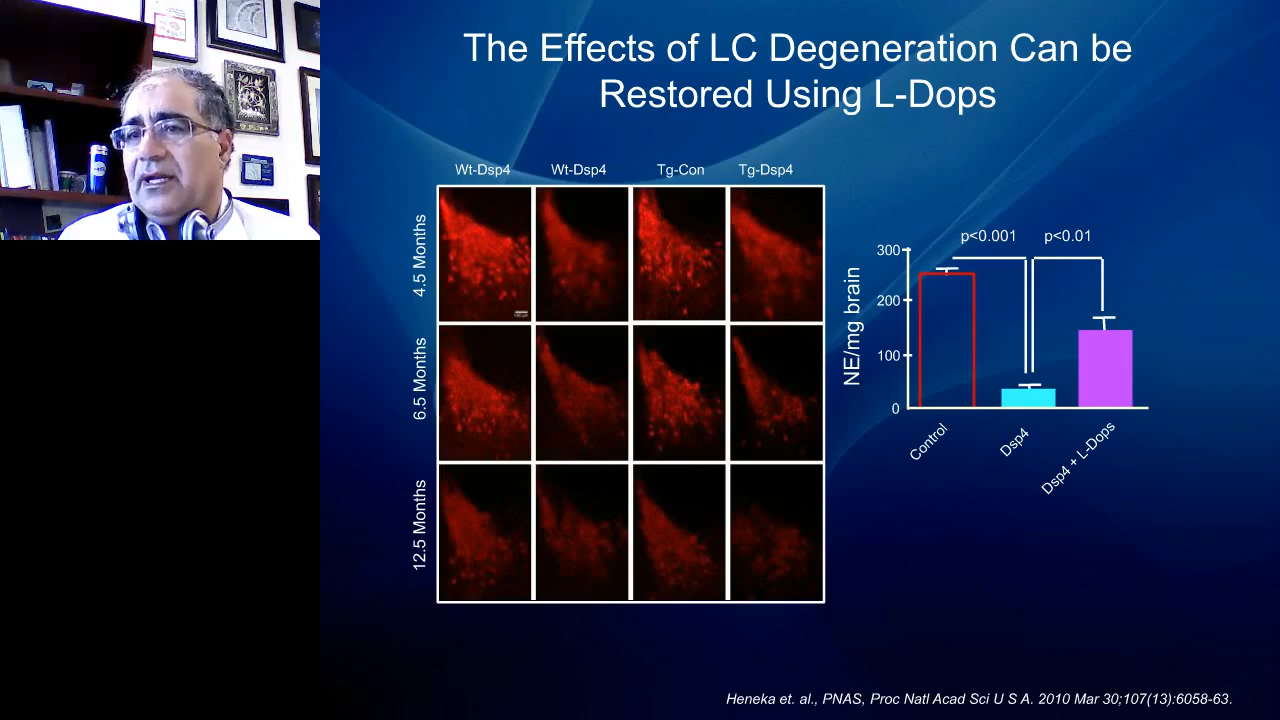 The Effects of LC Degeneration Can be
Restored Using L-Dops
Wt-Dsp4 Wt-Dsp4 Tg-Con Tg-Dsp4
4.5 Months
6.5 Months
12.5 Months
NE/mg brain
300
200
100
0
p<0.001 p<0.01
Control
Dsp4
Dsp4 + L-Dops
Heneka et. al., PNAS, Proc Natl Acad Sci U S A. 2010 Mar 30;107(13):6058-63.